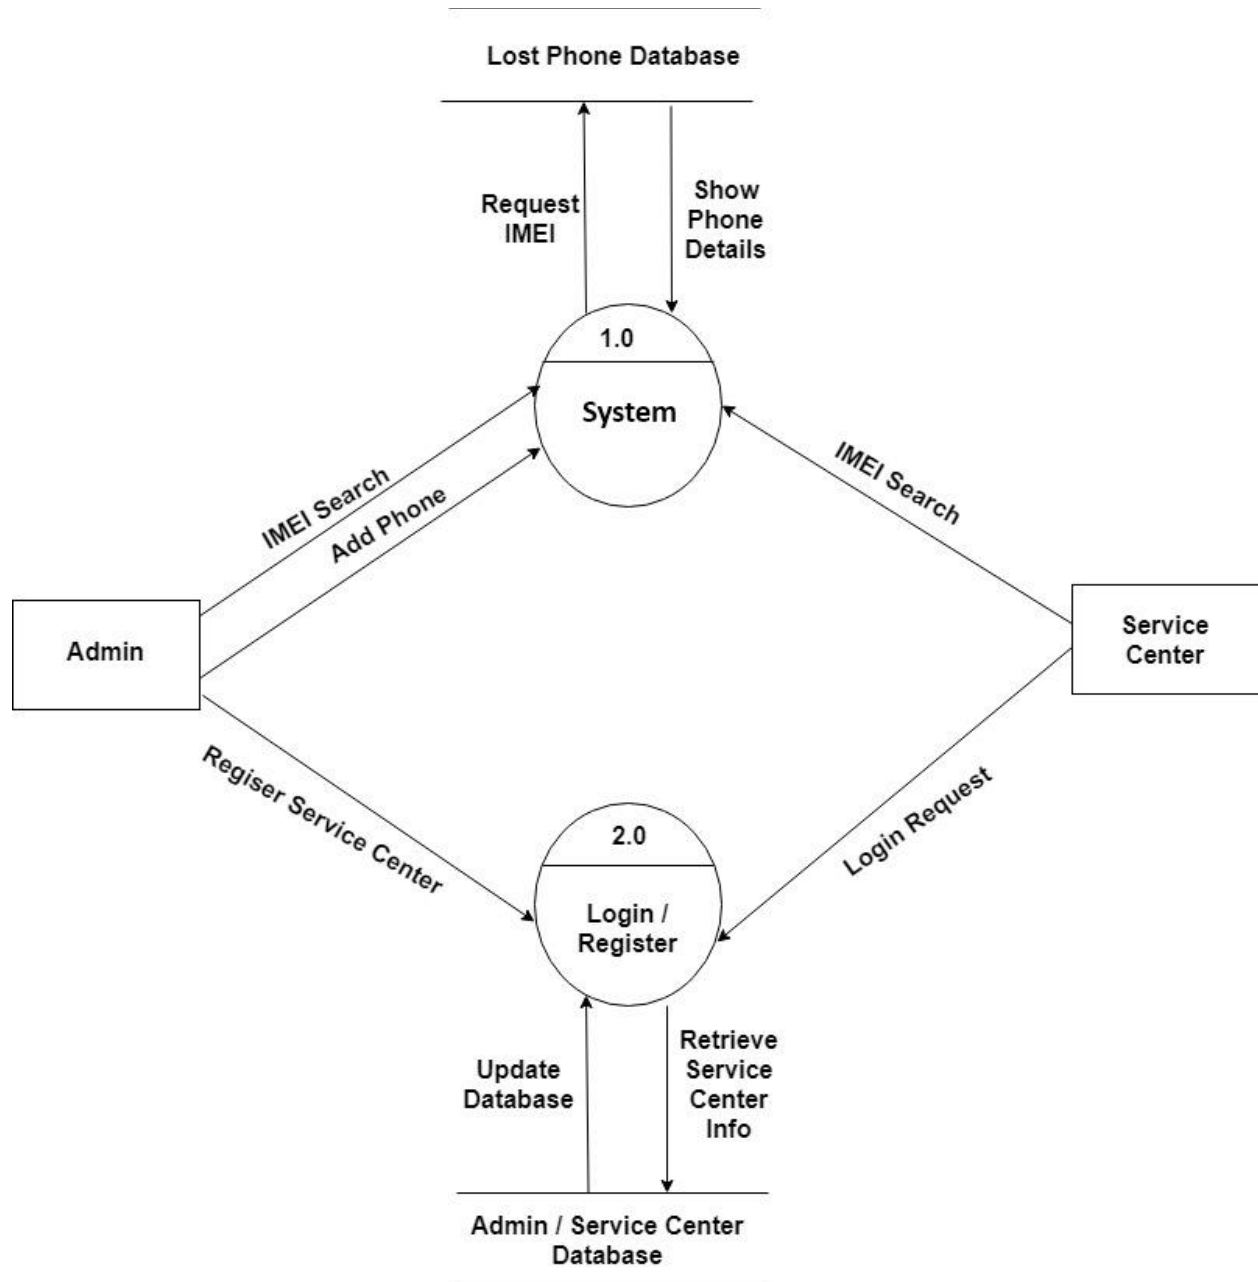 Lost Phone Database
Request
IMEI
Show
Phone
Details
1.0
System
IMEI Search
Add Phone
IMEI Search
Admin
Service
Center
Regiser Service Center
Login Request
2.0
Login /
Register
Update
Database
Retrieve
Service
Center
Info
Admin / Service Center
Database